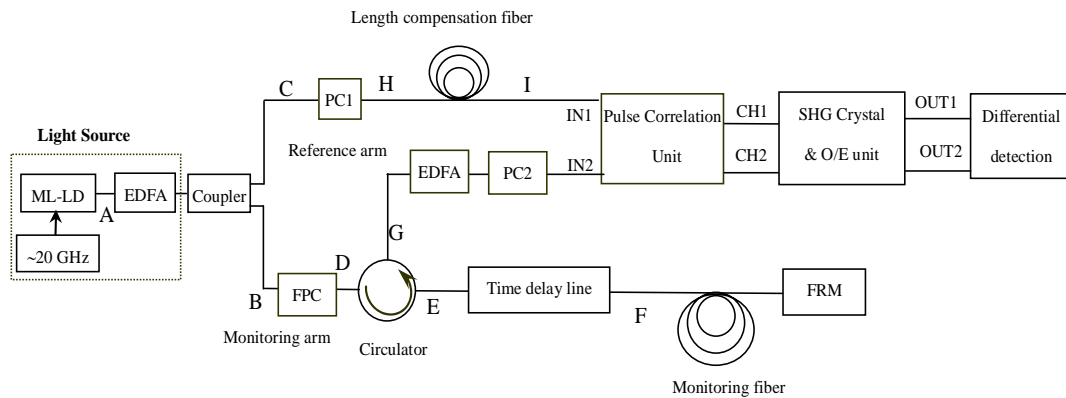 Length compensation fiber
C
H
I
PC1
IN1
Pulse Correlation
Unit
CH1
CH2
SHG Crystal
& O/E unit
OUT1
OUT2
Differential
detection
Light Source
Reference arm
EDFA
PC2
IN2
ML-LD
A
EDFA
Coupler
~20 GHz
G
B
FPC
D
E
Time delay line
F
FRM
Monitoring arm
Circulator
Monitoring fiber